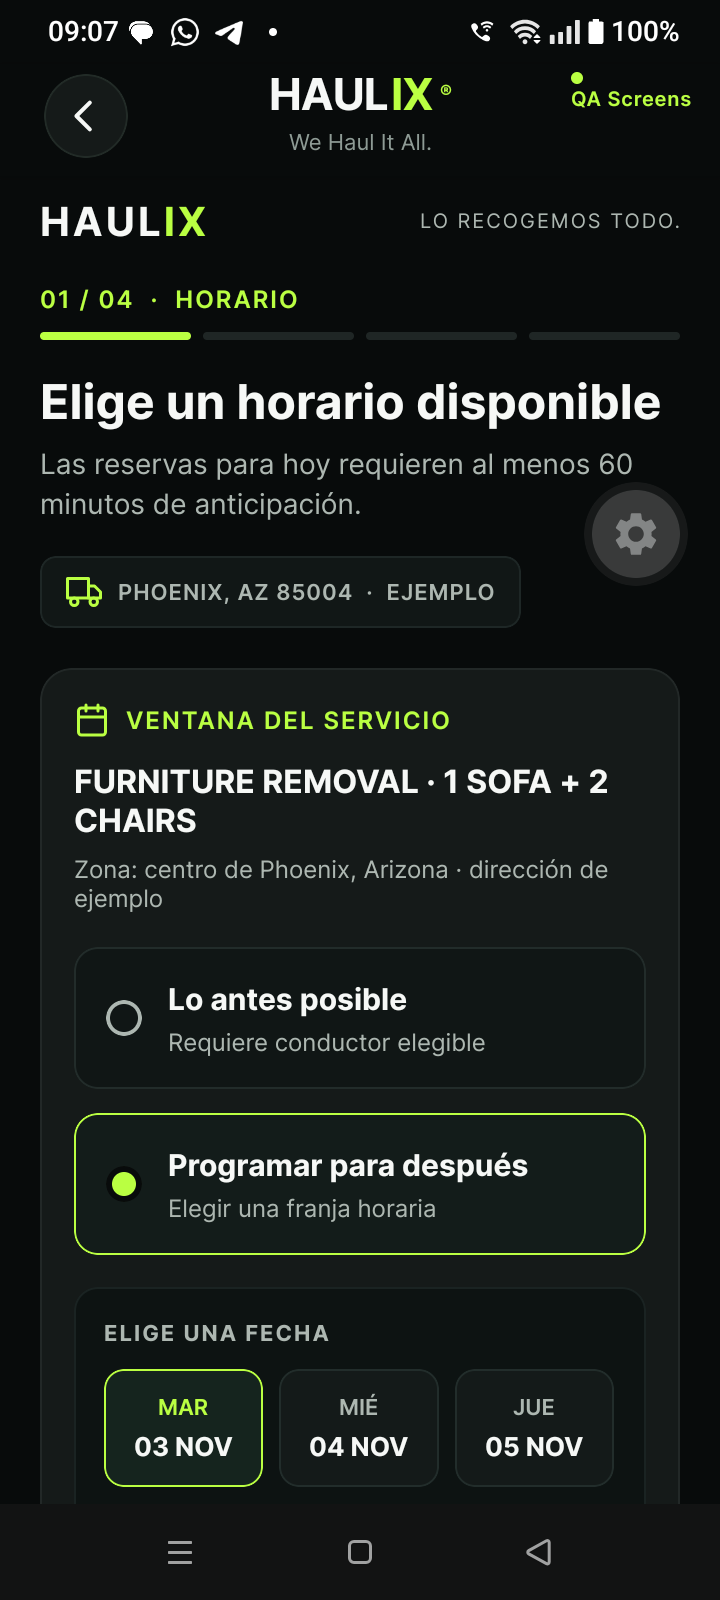 09:07
100%
HAULIX ®
QA Screens
We Haul It All.
HAULIX
LO RECOGEMOS TODO.
01 / 04 · HORARIO
Elige un horario disponible
Las reservas para hoy requieren al menos 60
minutos de anticipación.
PHOENIX, AZ 85004 · EJEMPLO
VENTANA DEL SERVICIO
FURNITURE REMOVAL · 1 SOFA + 2
CHAIRS
Zona: centro de Phoenix, Arizona · dirección de
ejemplo
Lo antes posible
Requiere conductor elegible
Programar para después
Elegir una franja horaria
ELIGE UNA FECHA
MAR
03 NOV
MIÉ
04 NOV
JUE
05 NOV